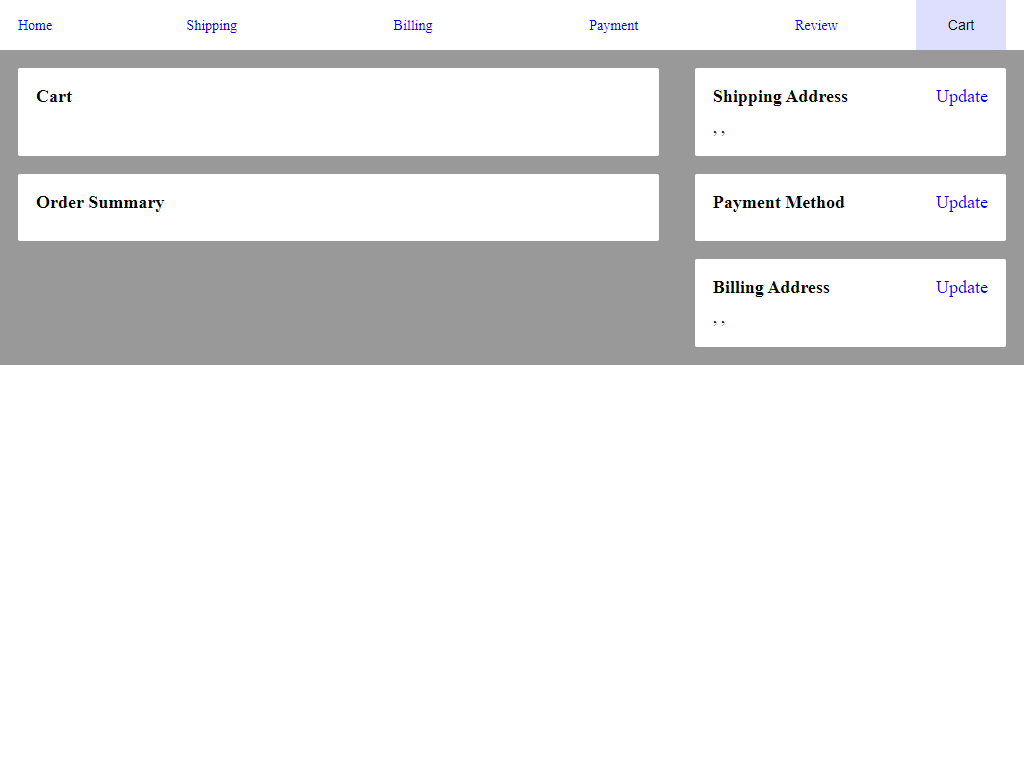 Home Shipping Billing Payment Review Cart
Cart
Order Summary
Shipping Address Update
, ,
Payment Method Update
Billing Address Update
, ,